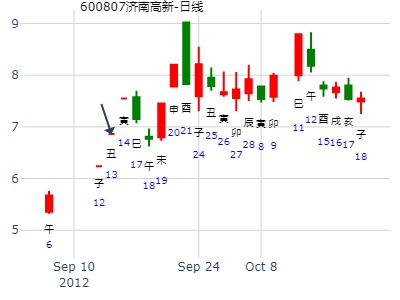 600807济南高新-日线
9
8
7
6
5
午
6
子
12
丑
13
寅
14
巳
17
午
18
未
19
申
20
酉
21
子
24
丑
25
寅
26
卯
27
辰
28
寅
8
卯
9
巳
11
午
12
酉
15
戌
16
亥
17
子
18
Sep 10
2012
Sep 24
Oct 8